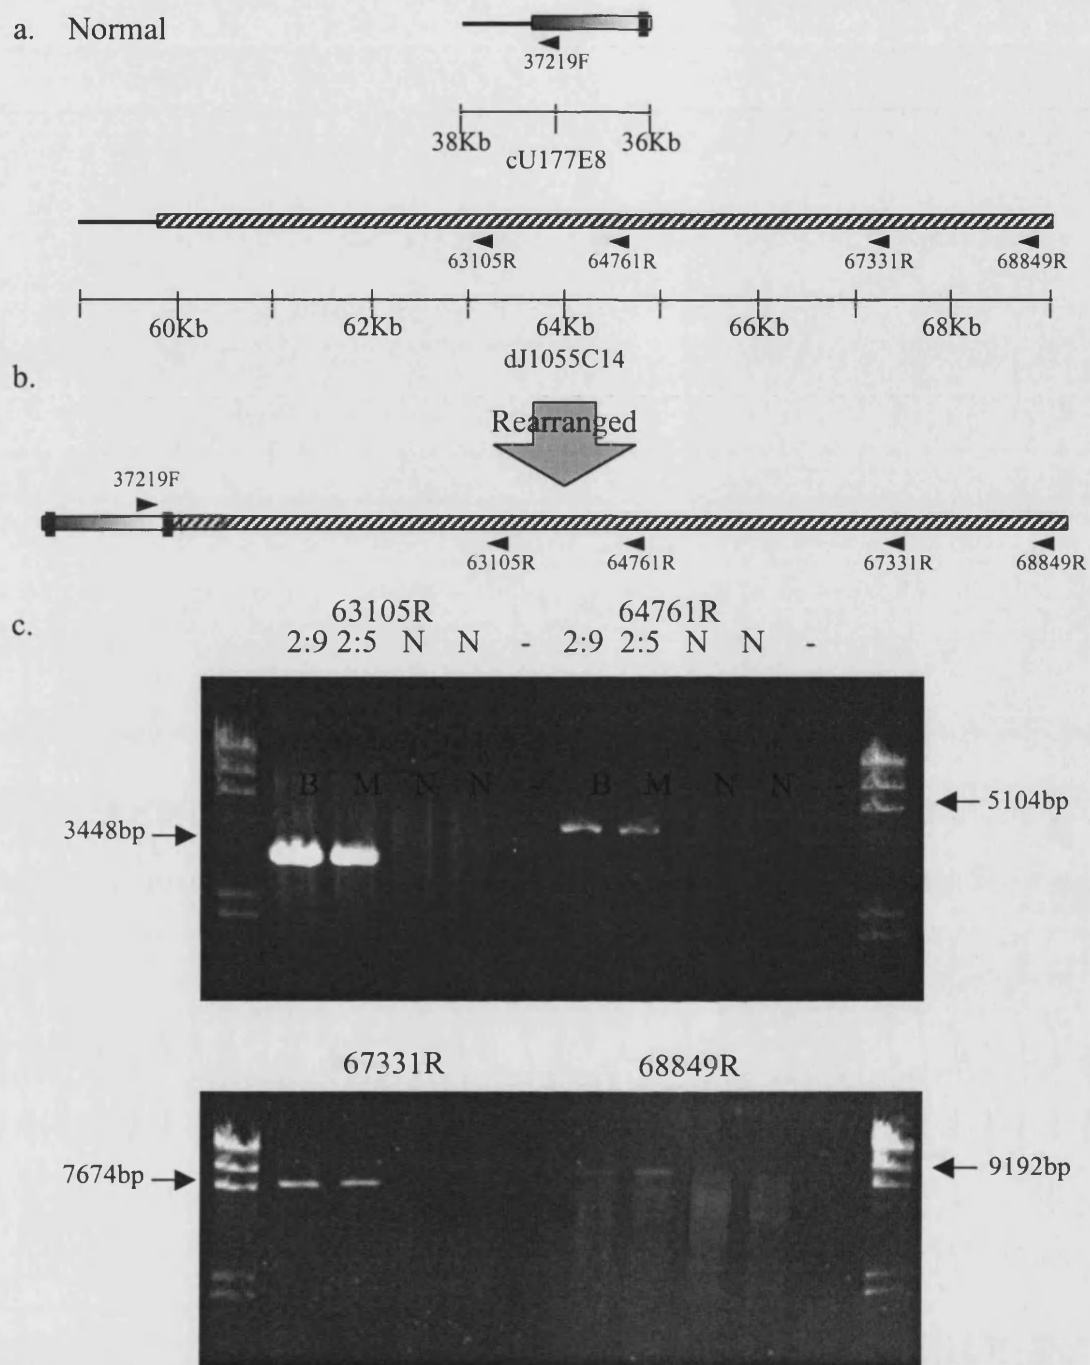 a. Normal
37219F
38Kb 36Kb
cU177E8
63105R 64761R 67331R 68849R
60Kb 62Kb 64Kb 66Kb 68Kb
dJ1055C14
b.
Rearranged
37219F
63105R 64761R 67331R 68849R
c.
63105R 64761R
2:9 2:5 N N - 2:9 2:5 N N -
B M N N - B M N N -
3448bp 5104bp
67331R 68849R
7674bp 9192bp